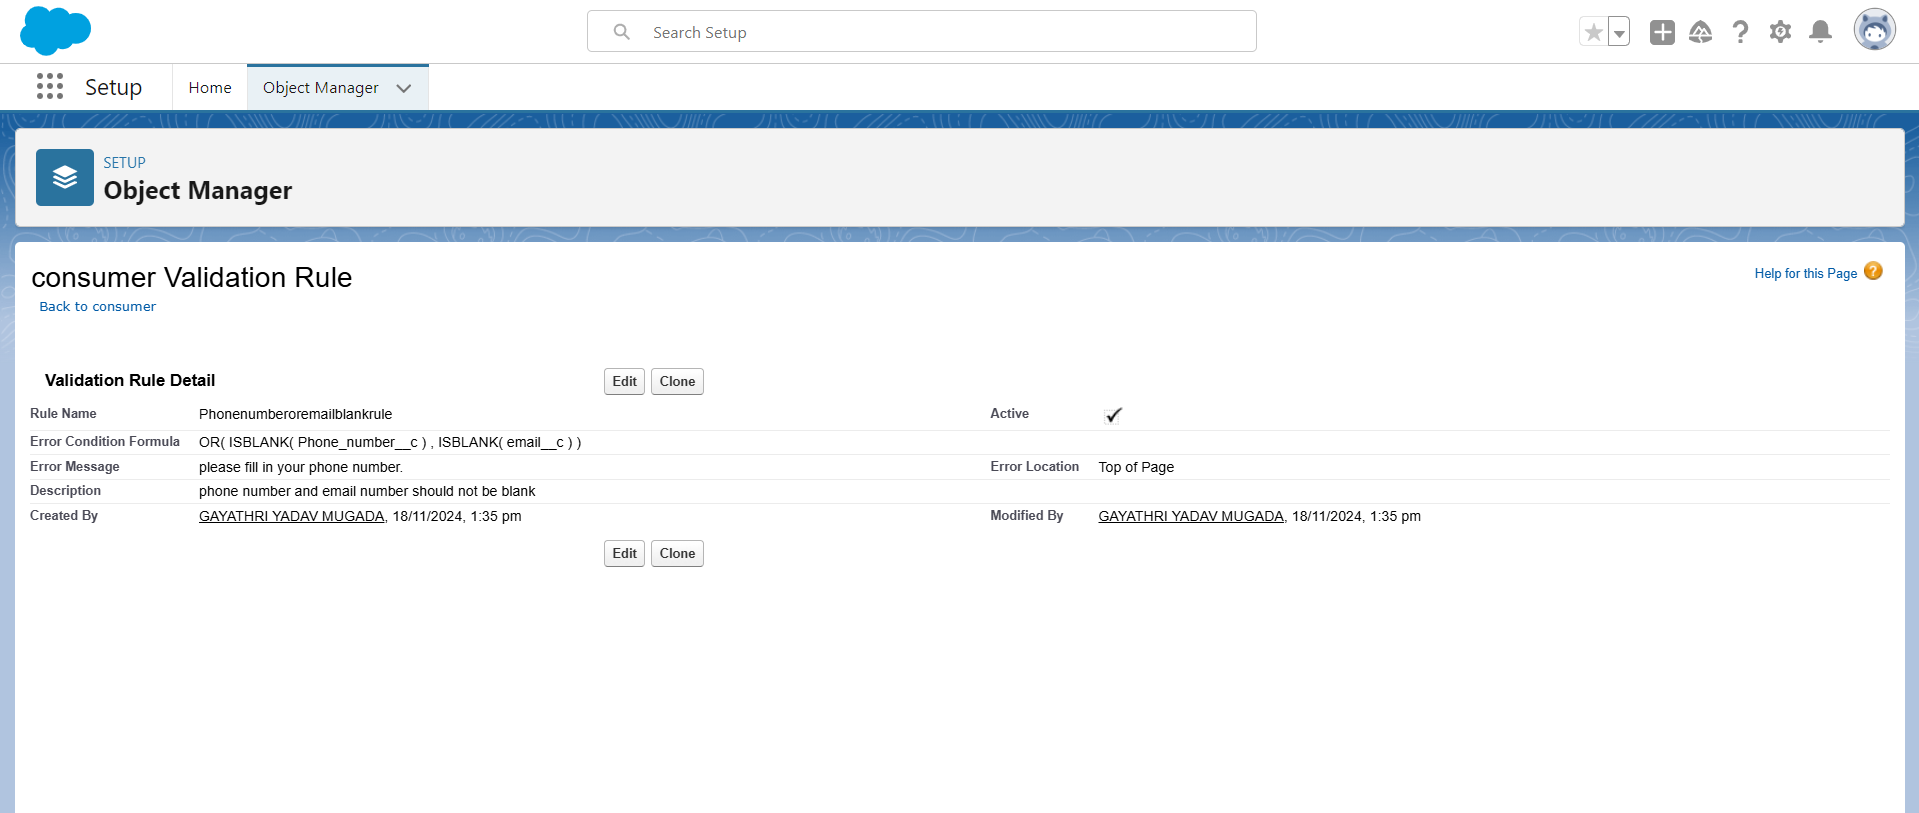 Search Setup
Setup
Home
Object Manager
SETUP
Object Manager
consumer Validation Rule
Help for this Page
Back to consumer
Validation Rule Detail
Edit Clone
Rule Name Phonenumberoremailblankrule Active
Error Condition Formula OR( ISBLANK( Phone_number__c ) , ISBLANK( email__c ) )
Error Message please fill in your phone number. Error Location Top of Page
Description phone number and email number should not be blank
Created By GAYATHRI YADAV MUGADA, 18/11/2024, 1:35 pm Modified By GAYATHRI YADAV MUGADA, 18/11/2024, 1:35 pm
Edit Clone